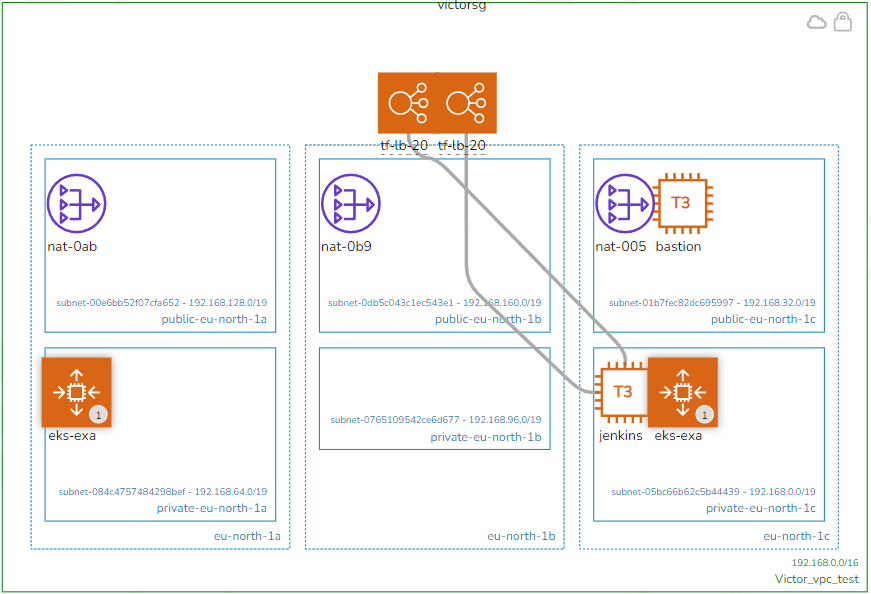 victorsg
tf-lb-20 tf-lb-20
nat-0ab
subnet-00e6bb52f07cfa652 - 192.168.128.0/19
public-eu-north-1a
nat-0b9
subnet-0db5c043c1ec543e1 - 192.168.160.0/19
public-eu-north-1b
T3
nat-005 bastion
subnet-01b7fec82dc695997 - 192.168.32.0/19
public-eu-north-1c
1
eks-exa
subnet-084c4757484298bef - 192.168.64.0/19
private-eu-north-1a
eu-north-1a
subnet-0765109542ce6d677 - 192.168.96.0/19
private-eu-north-1b
eu-north-1b
T3
1
jenkins eks-exa
subnet-05bc66b62c5b44439 - 192.168.0.0/19
private-eu-north-1c
eu-north-1c
192.168.0.0/16
Victor_vpc_test